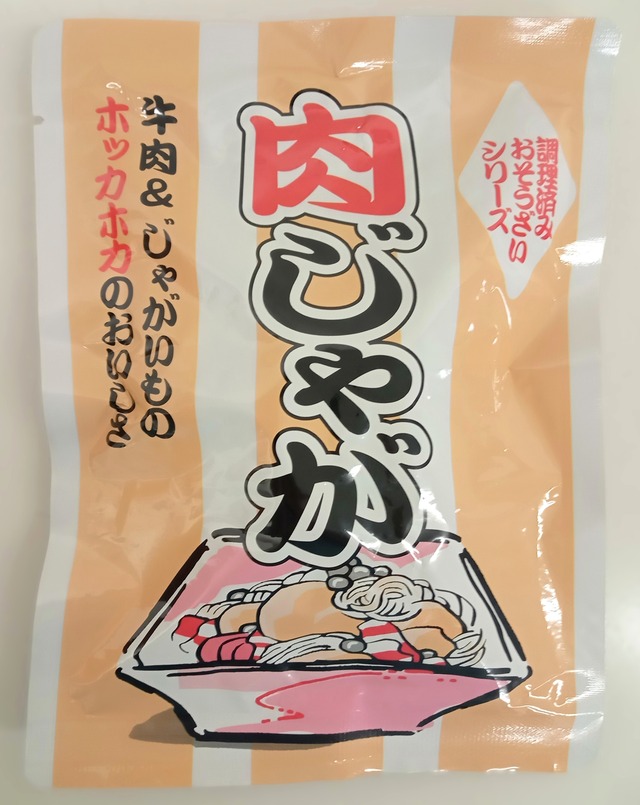 調理済み
おそうざい
シリーズ
肉じゃが
牛肉&じゃがいもの
ホッカホカのおいしさ